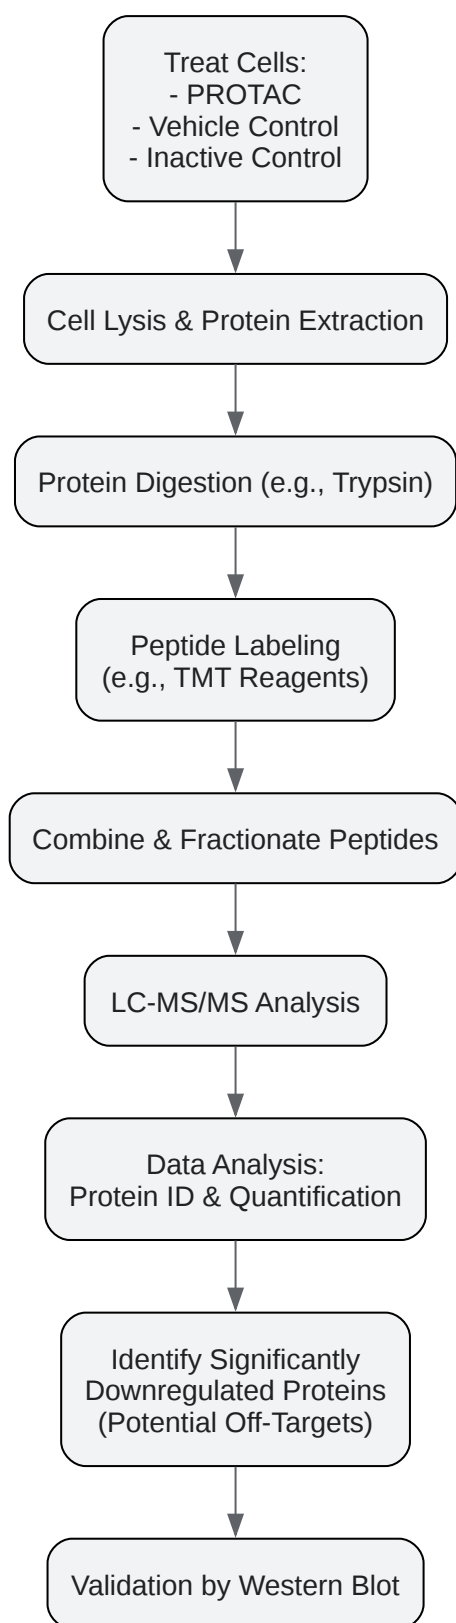 Treat Cells:
- PROTAC
- Vehicle Control
- Inactive Control
Cell Lysis & Protein Extraction
Protein Digestion (e.g., Trypsin)
Peptide Labeling
(e.g., TMT Reagents)
Combine & Fractionate Peptides
LC-MS/MS Analysis
Data Analysis:
Protein ID & Quantification
Identify Significantly
Downregulated Proteins
(Potential Off-Targets)
Validation by Western Blot